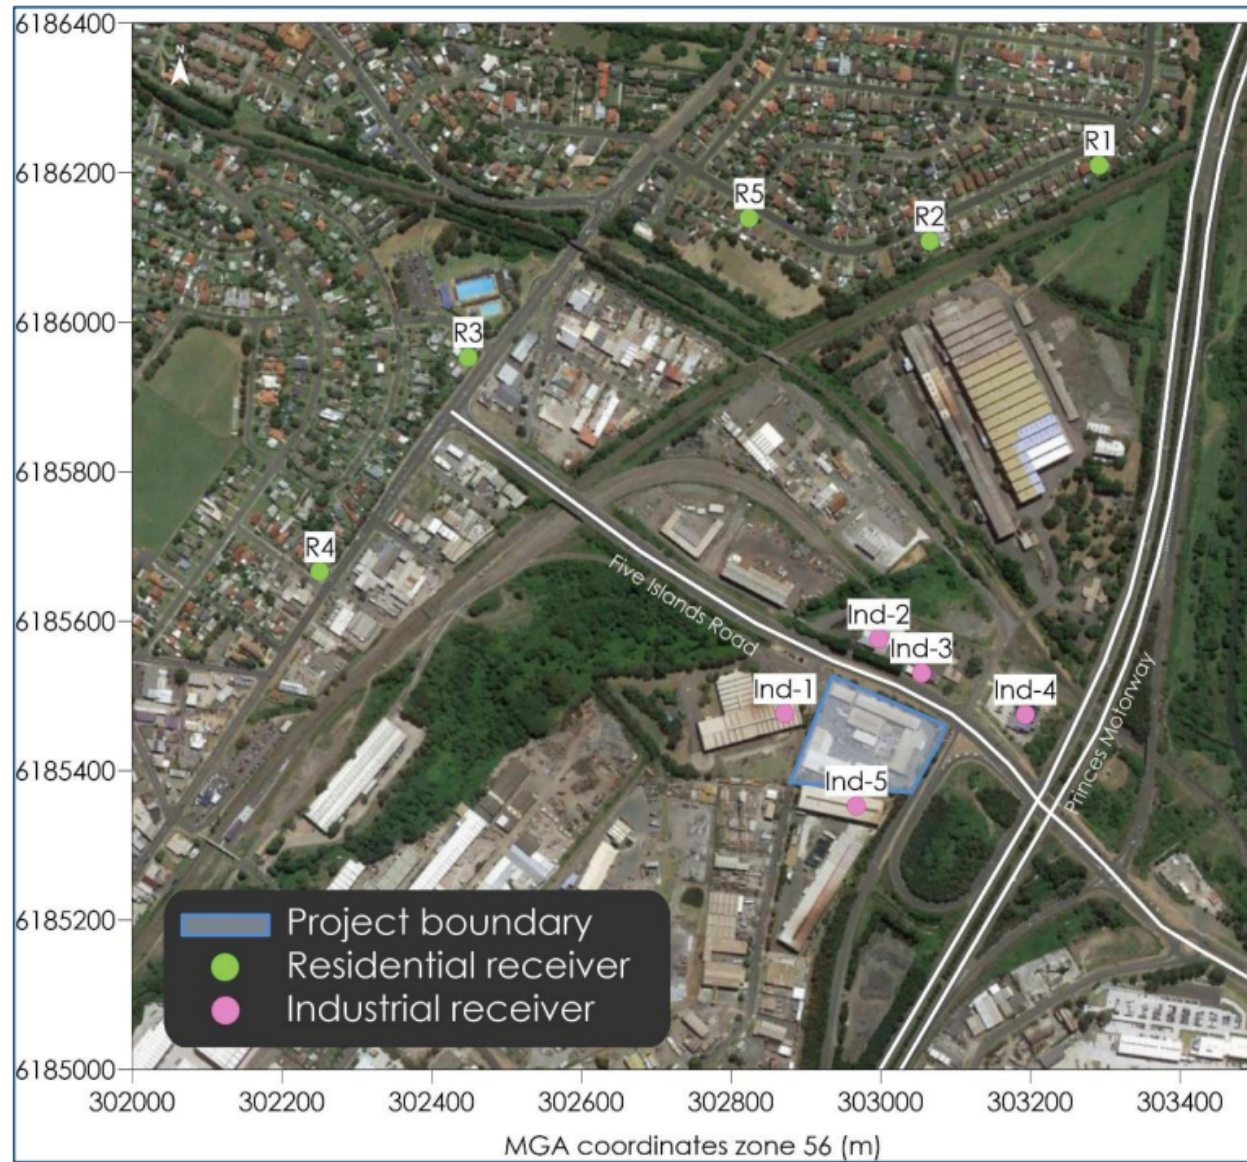 6186400
N
R1
6186200
R5
R2
6186000
R3
6185800
R4
Five Islands Road
6185600
Ind-2
Ind-3
Ind-1
Ind-4
Princes Motorway
6185400
Ind-5
6185200
Project boundary
Residential receiver
Industrial receiver
6185000
302000 302200 302400 302600 302800 303000 303200 303400
MGA coordinates zone 56 (m)